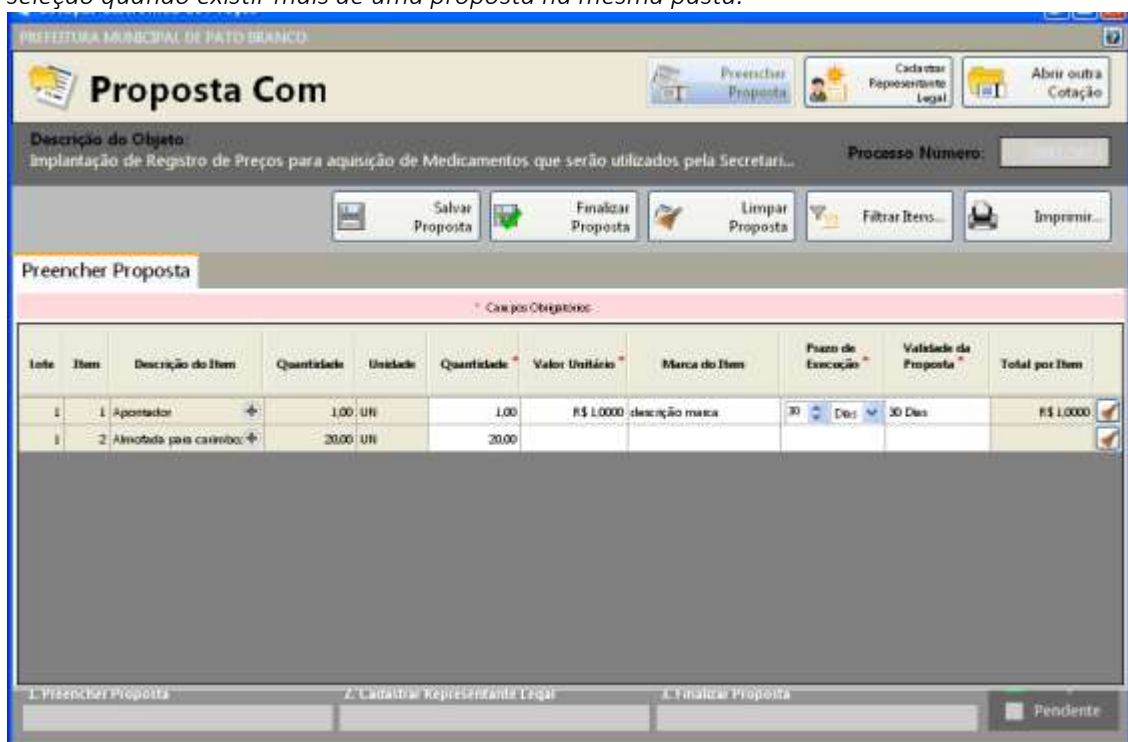 seleção quando existir mais de uma proposta na mesma pasta.
PREFEITURA MUNICIPAL DE PATO BRANCO
Proposta Com
Preencher Proposta
Cadastrar Representante Legal
Abrir outra Cotação
Descrição do Objeto:
Implantação de Registro de Preços para aquisição de Medicamentos que serão utilizados pela Secretari...
Processo Número:
Salvar Proposta
Finalizar Proposta
Limpar Proposta
Filtrar Itens...
Imprimir...
Preencher Proposta
* Campos Obrigatórios
Lote Item Descrição do Item Quantidade Unidade Quantidade * Valor Unitário * Marca do Item Prazo de Execução * Validade da Proposta * Total por Item
1 1 Apontador + 1,00 UN 1,00 R$ 1,0000 descrição marca 30 Dias 30 Dias R$ 1,0000
1 2 Almofada para carimbo; + 20,00 UN 20,00
1. Preencher Proposta 2. Cadastrar Representante Legal 3. Finalizar Proposta
Pendente